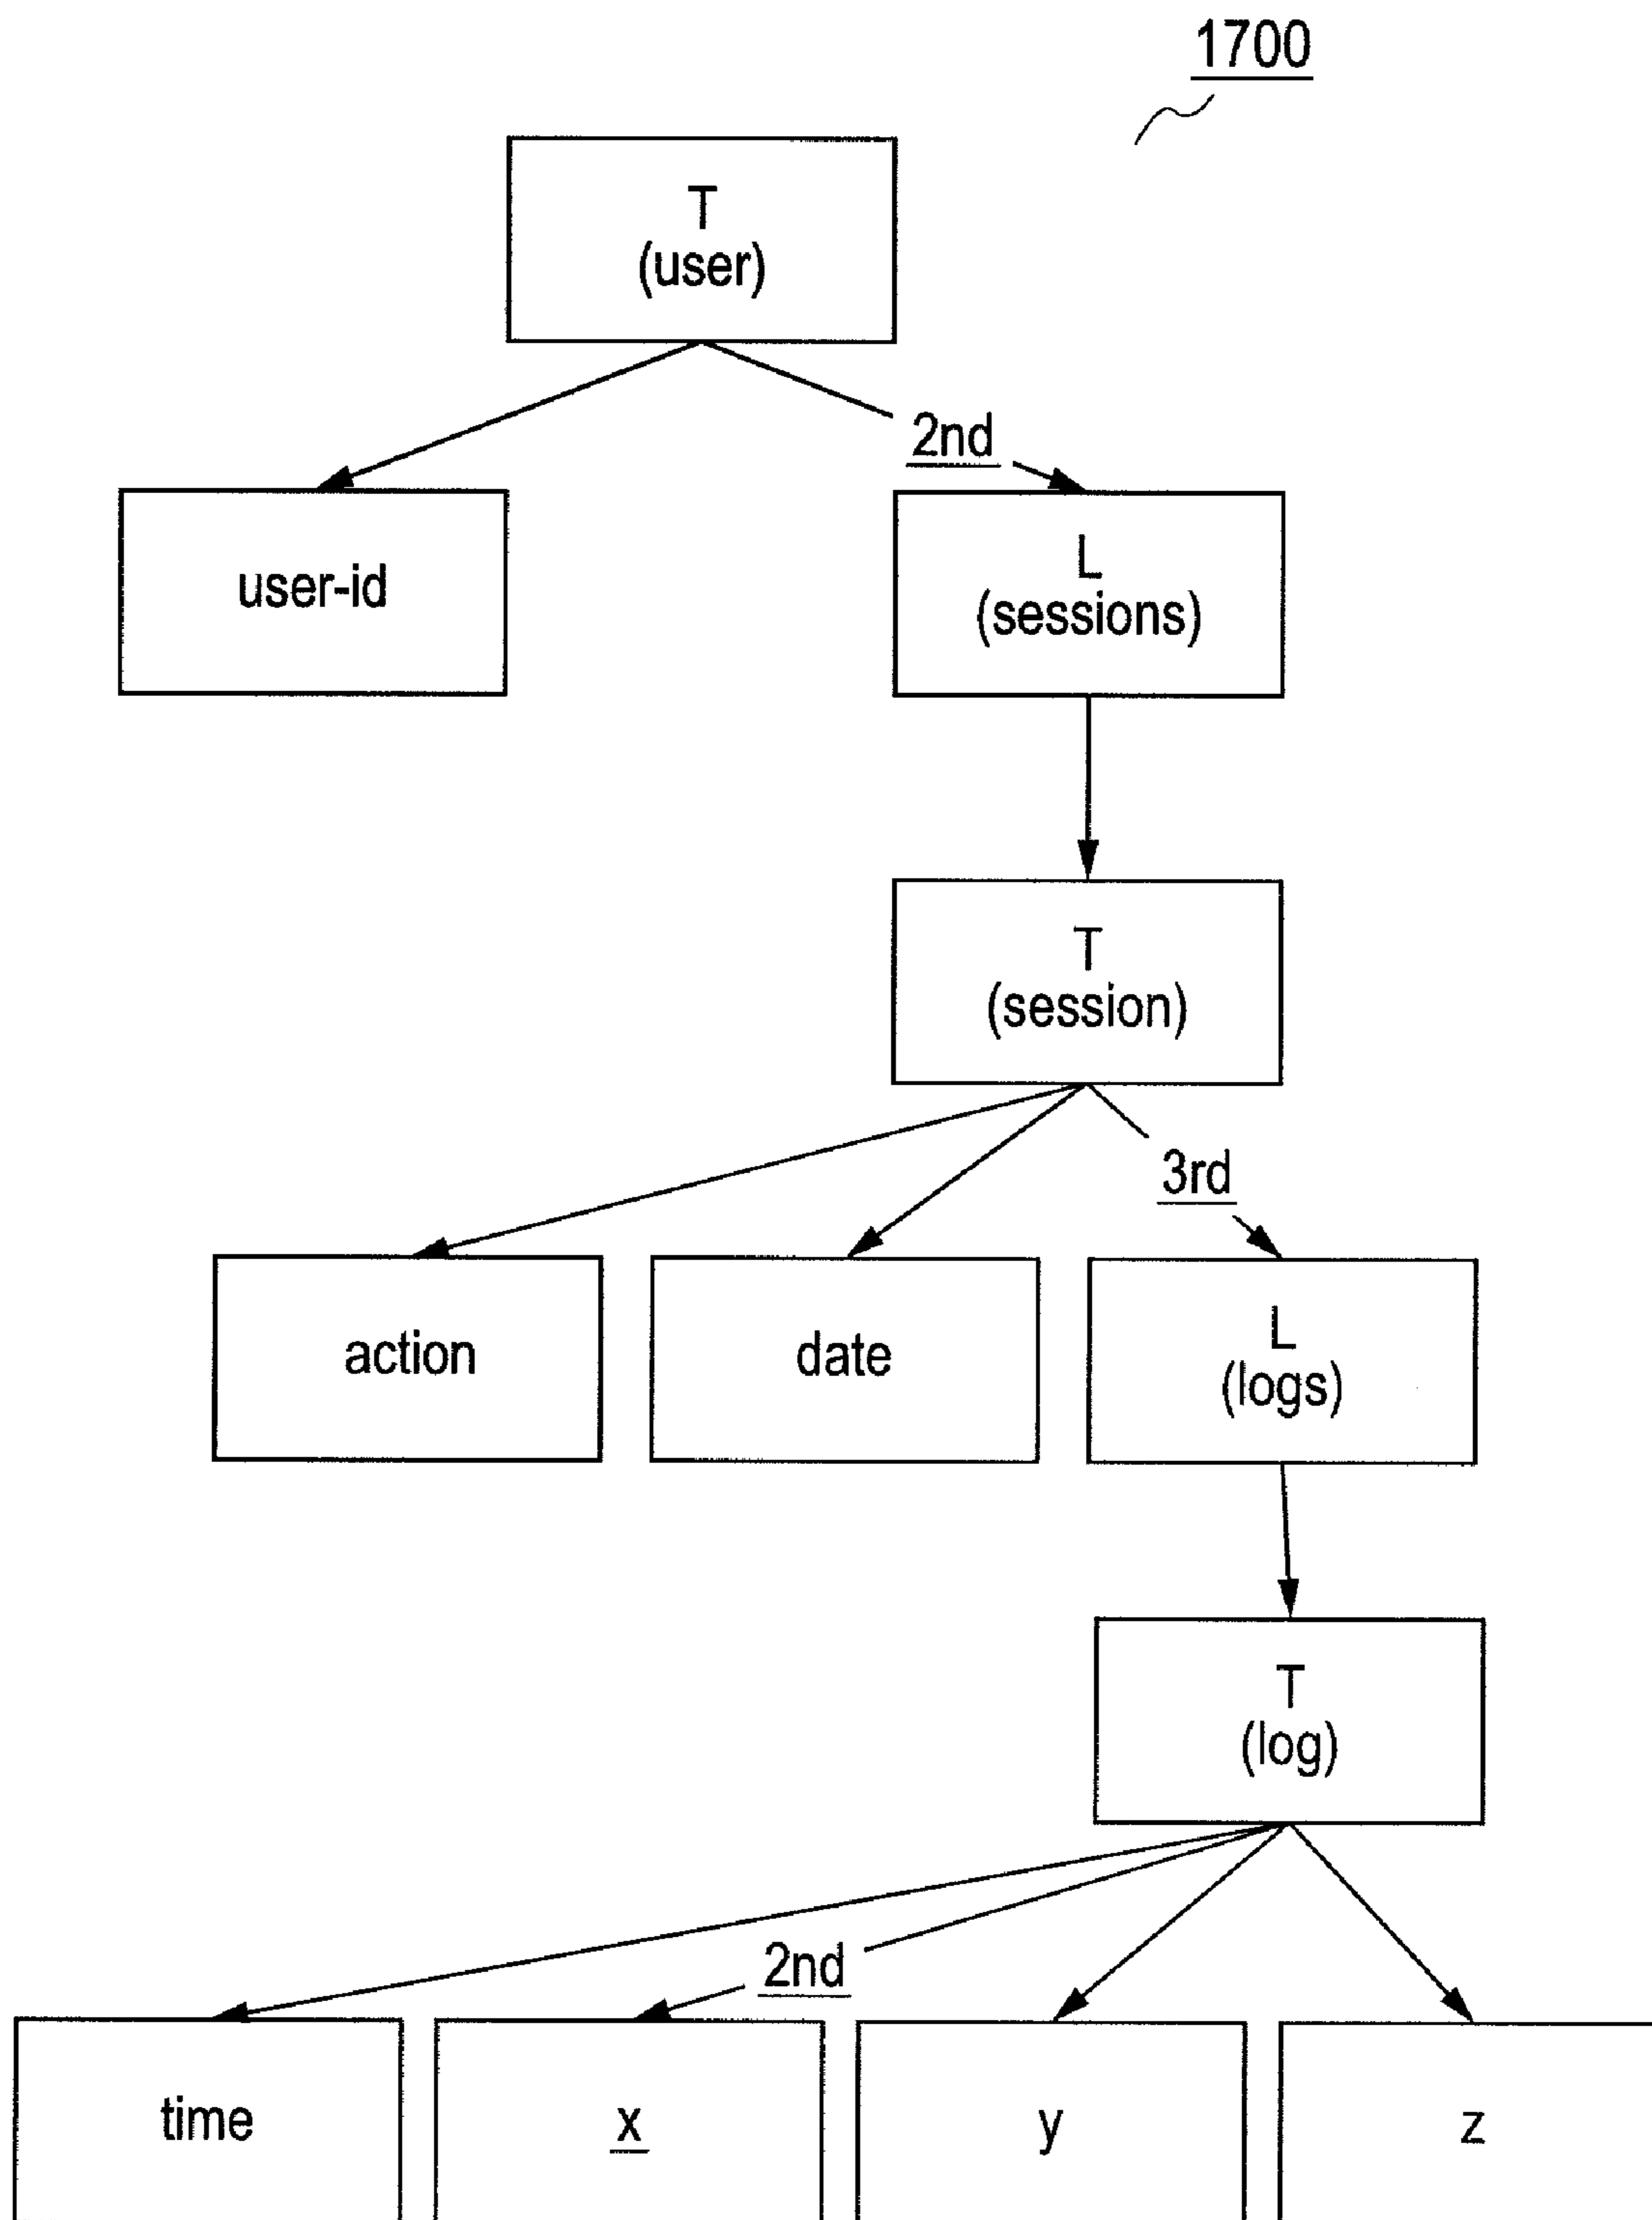 1700
T
(user)
2nd
user-id
L
(sessions)
T
(session)
3rd
action
date
L
(logs)
T
(log)
2nd
time
x
y
z